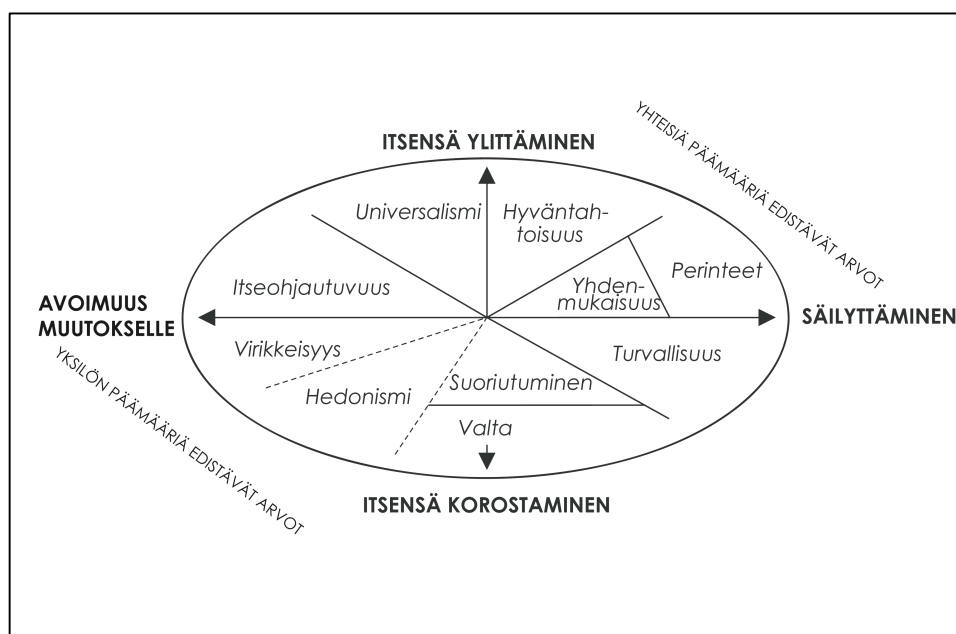 ITSENSÄ YLITTÄMINEN
YHTEISIÄ PÄÄMÄÄRIÄ EDISTÄVÄT ARVOT
Universalismi
Hyväntah-
toisuus
Perinteet
Itseohjautuvuus
Yhden-
mukaisuus
AVOIMUUS
MUUTOKSELLE
SÄILYTTÄMINEN
Virikkeisyys
Turvallisuus
Hedonismi
Suoriutuminen
Valta
YKSILÖN PÄÄMÄÄRIÄ EDISTÄVÄT ARVOT
ITSENSÄ KOROSTAMINEN